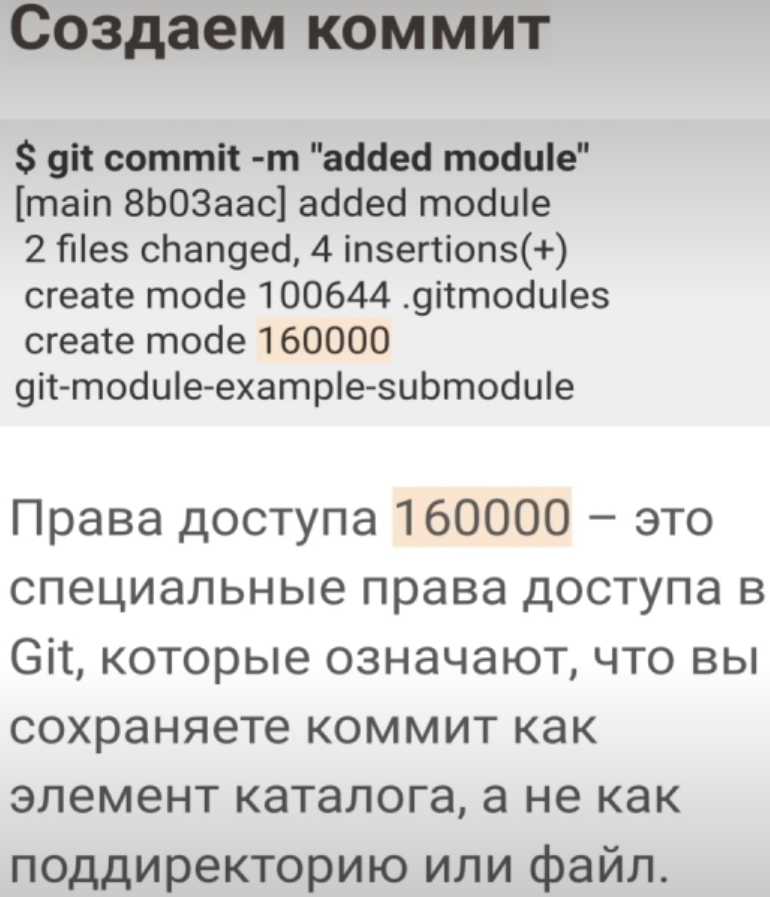 Создаем коммит
$ git commit -m "added module"
[main 8b03aac] added module
2 files changed, 4 insertions(+)
create mode 100644 .gitmodules
create mode 160000
git-module-example-submodule
Права доступа 160000 – это
специальные права доступа в
Git, которые означают, что вы
сохраняете коммит как
элемент каталога, а не как
поддиректорию или файл.